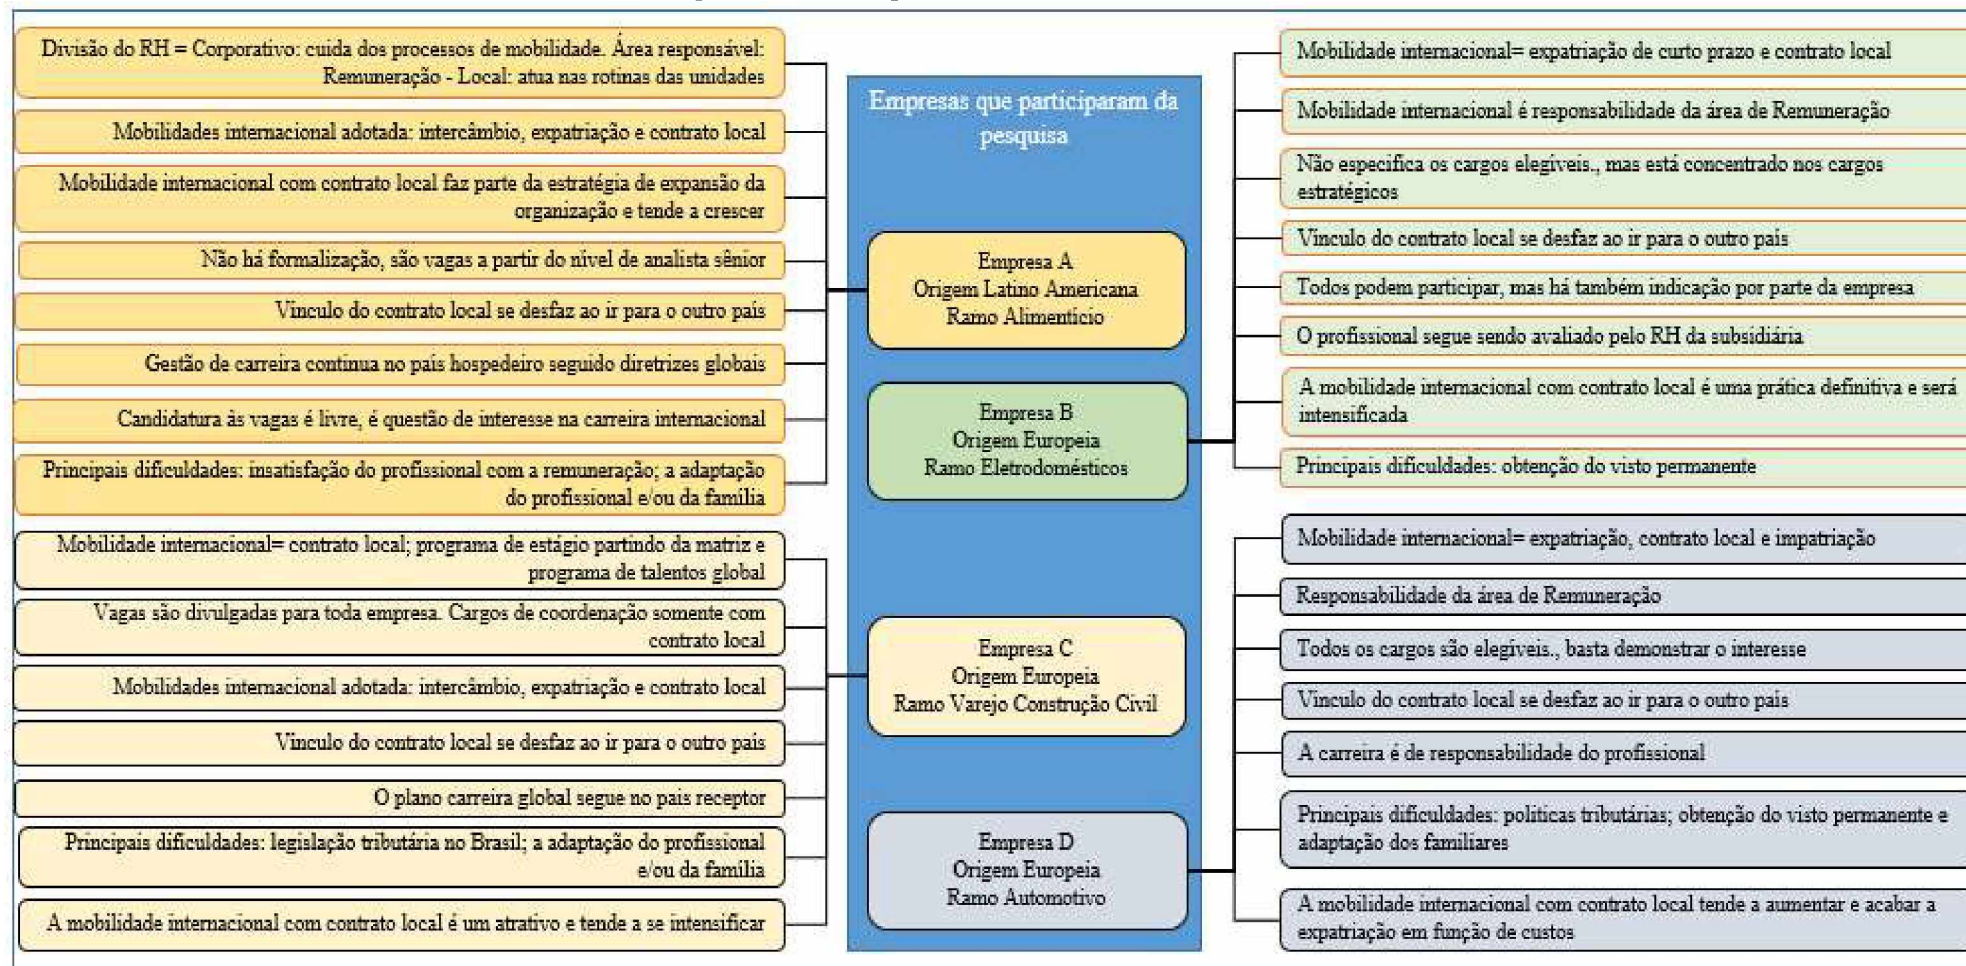 Divisão do RH = Corporativo: cuida dos processos de mobilidade. Área responsável:
Remuneração - Local: atua nas rotinas das unidades
Mobilidades internacional adotada: intercâmbio, expatriação e contrato local
Mobilidade internacional com contrato local faz parte da estratégia de expansão da
organização e tende a crescer
Não há formalização, são vagas a partir do nível de analista sênior
Vinculo do contrato local se desfaz ao ir para o outro país
Gestão de carreira continua no país hospedeiro seguido diretrizes globais
Candidatura às vagas é livre, é questão de interesse na carreira internacional
Principais dificuldades: insatisfação do profissional com a remuneração; a adaptação
do profissional e/ou da família
Mobilidade internacional= contrato local; programa de estágio partindo da matriz e
programa de talentos global
Vagas são divulgadas para toda empresa. Cargos de coordenação somente com
contrato local
Mobilidades internacional adotada: intercâmbio, expatriação e contrato local
Vinculo do contrato local se desfaz ao ir para o outro país
O plano carreira global segue no pais receptor
Principais dificuldades: legislação tributária no Brasil; a adaptação do profissional
e/ou da família
A mobilidade internacional com contrato local é um atrativo e tende a se intensificar
Empresas que participaram da
pesquisa
Empresa A
Origem Latino Americana
Ramo Alimentício
Empresa B
Origem Europeia
Ramo Eletrodomésticos
Empresa C
Origem Europeia
Ramo Varejo Construção Civil
Empresa D
Origem Europeia
Ramo Automotivo
Mobilidade internacional= expatriação de curto prazo e contrato local
Mobilidade internacional é responsabilidade da área de Remuneração
Não especifica os cargos elegíveis., mas está concentrado nos cargos
estratégicos
Vinculo do contrato local se desfaz ao ir para o outro país
Todos podem participar, mas há também indicação por parte da empresa
O profissional segue sendo avaliado pelo RH da subsidiária
A mobilidade internacional com contrato local é uma prática definitiva e será
intensificada
Principais dificuldades: obtenção do visto permanente
Mobilidade internacional= expatriação, contrato local e impatriação
Responsabilidade da área de Remuneração
Todos os cargos são elegíveis., basta demonstrar o interesse
Vinculo do contrato local se desfaz ao ir para o outro país
A carreira é de responsabilidade do profissional
Principais dificuldades: políticas tributárias; obtenção do visto permanente e
adaptação dos familiares
A mobilidade internacional com contrato local tende a aumentar e acabar a
expatriação em função de custos